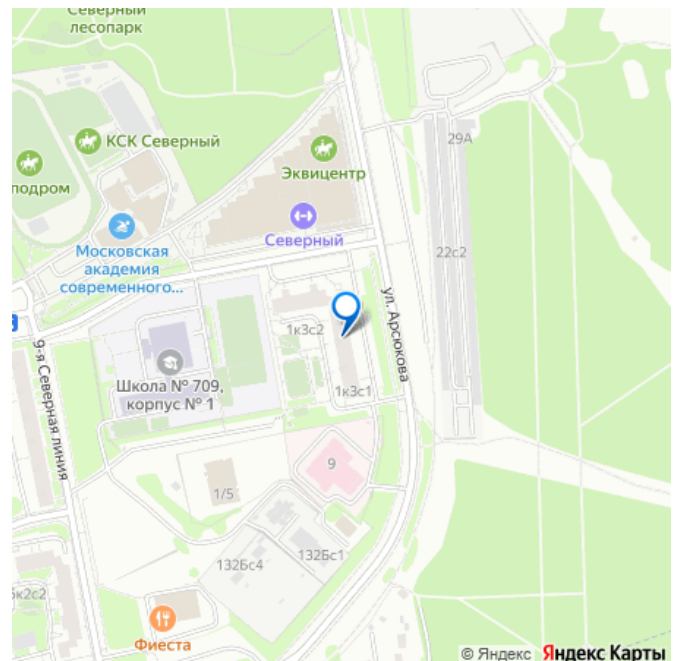 Северный
лесопарк
КСК Северный
29А
Эквицентр
подром
Северный
22с2
Московская
академия
современного...
ул. Арсюкова
1к3с2
9-я Северная линия
Школа № 709,
корпус № 1
1к3с1
9
1/5
132Бс1
132Бс4
к2с2
Фиеста
© Яндекс Яндекс Карты